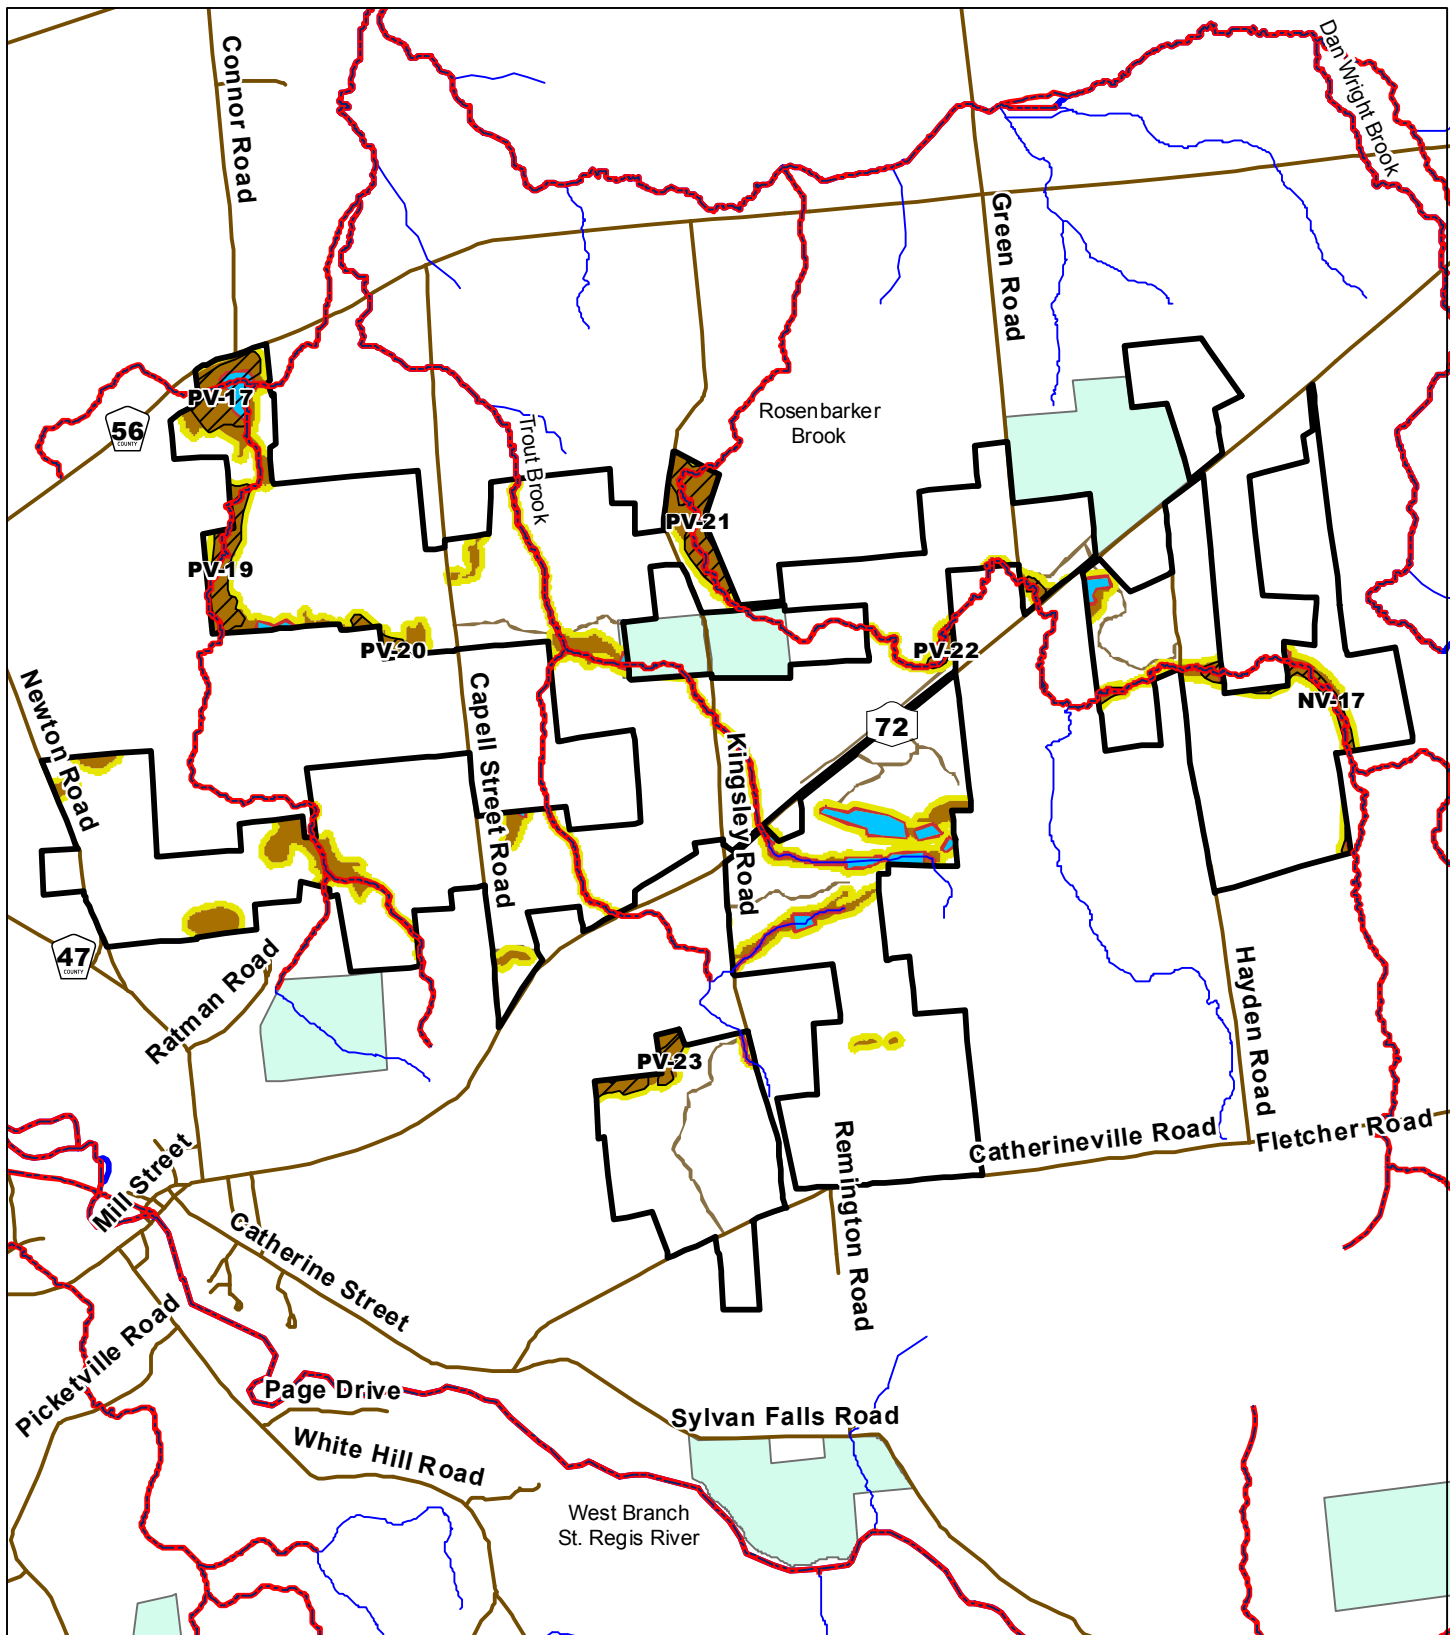 Dan Wright Brook
Connor Road
Green Road
PV-17
56
COUNTY
Rosenbarker
Brook
Trout Brook
PV-21
PV-19
PV-20
PV-22
NV-17
Newton Road
Capell Street Road
72
Kingsley Road
47
COUNTY
Ratman Road
Hayden Road
PV-23
Remington Road
Catherineville Road
Fletcher Road
Mill Street
Catherine Street
Picketville Road
Page Drive
Sylvan Falls Road
White Hill Road
West Branch
St. Regis River